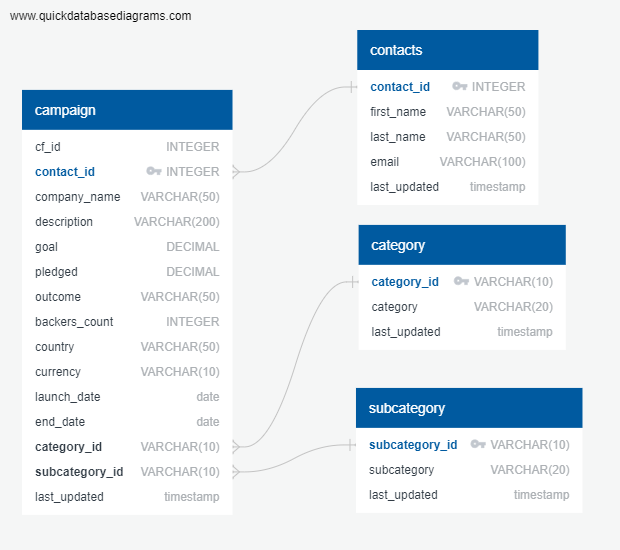 www.quickdatabasediagrams.com
campaign
cf_id INTEGER
contact_id INTEGER
company_name VARCHAR(50)
description VARCHAR(200)
goal DECIMAL
pledged DECIMAL
outcome VARCHAR(50)
backers_count INTEGER
country VARCHAR(50)
currency VARCHAR(10)
launch_date date
end_date date
category_id VARCHAR(10)
subcategory_id VARCHAR(10)
last_updated timestamp
contacts
contact_id INTEGER
first_name VARCHAR(50)
last_name VARCHAR(50)
email VARCHAR(100)
last_updated timestamp
category
category_id VARCHAR(10)
category VARCHAR(20)
last_updated timestamp
subcategory
subcategory_id VARCHAR(10)
subcategory VARCHAR(20)
last_updated timestamp